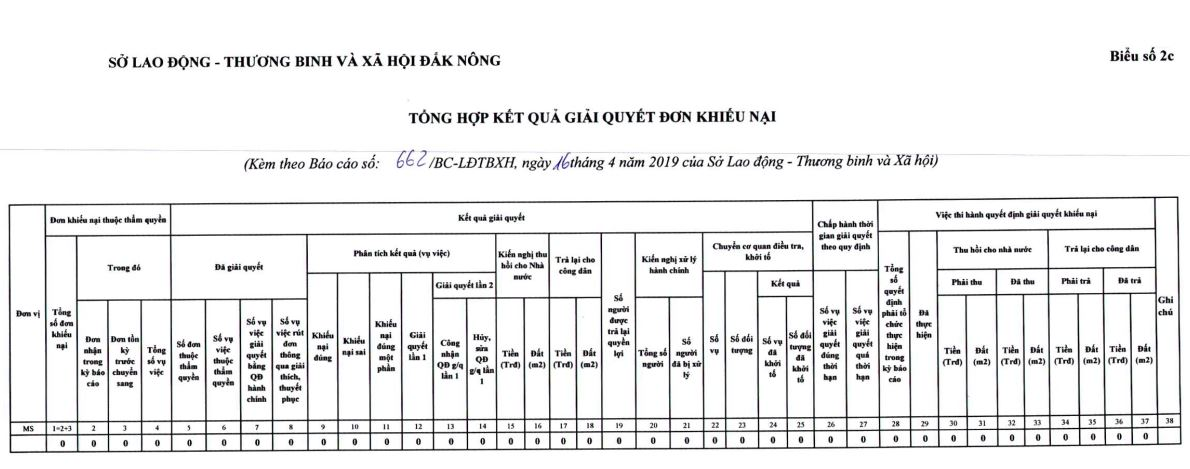 SỞ LAO ĐỘNG - THƯƠNG BINH VÀ XÃ HỘI ĐẮK NÔNG
Biểu số 2c
TỔNG HỢP KẾT QUẢ GIẢI QUYẾT ĐƠN KHIẾU NẠI
(Kèm theo Báo cáo số: 662/BC-LĐTBXH, ngày 16 tháng 4 năm 2019 của Sở Lao động - Thương binh và Xã hội)
Đơn vị
Đơn khiếu nại thuộc thẩm quyền
Tổng số đơn khiếu nại
Trong đó
Đơn nhận trong kỳ báo cáo
Đơn tồn kỳ trước chuyển sang
Tổng số vụ việc
Kết quả giải quyết
Đã giải quyết
Số đơn thuộc thẩm quyền
Số vụ việc thuộc thẩm quyền
Số vụ việc giải quyết bằng QĐ hành chính
Số vụ việc rút đơn thông qua giải thích, thuyết phục
Phân tích kết quả (vụ việc)
Khiếu nại đúng
Khiếu nại sai
Khiếu nại đúng một phần
Giải quyết lần 1
Giải quyết lần 2
Công nhận QĐ g/q lần 1
Hủy, sửa QĐ g/q lần 1
Kiến nghị thu hồi cho Nhà nước
Tiền (Trđ)
Đất (m2)
Trả lại cho công dân
Tiền (Trđ)
Đất (m2)
Số người được trả lại quyền lợi
Kiến nghị xử lý hành chính
Tổng số người
Số người đã bị xử lý
Chuyển cơ quan điều tra, khởi tố
Số vụ
Số đối tượng
Kết quả
Số vụ đã khởi tố
Số đối tượng đã khởi tố
Chấp hành thời gian giải quyết theo quy định
Số vụ việc giải quyết đúng thời hạn
Số vụ việc giải quyết quá thời hạn
Việc thi hành quyết định giải quyết khiếu nại
Tổng số quyết định phải tổ chức thực hiện trong kỳ báo cáo
Đã thực hiện
Thu hồi cho nhà nước
Phải thu
Tiền (Trđ)
Đất (m2)
Đã thu
Tiền (Trđ)
Đất (m2)
Trả lại cho công dân
Phải trả
Tiền (Trđ)
Đất (m2)
Đã trả
Tiền (Trđ)
Đất (m2)
Ghi chú
MS 1=2+3 2 3 4 5 6 7 8 9 10 11 12 13 14 15 16 17 18 19 20 21 22 23 24 25 26 27 28 29 30 31 32 33 34 35 36 37 38
0 0 0 0 0 0 0 0 0 0 0 0 0 0 0 0 0 0 0 0 0 0 0 0 0 0 0 0 0 0 0 0 0 0 0 0 0